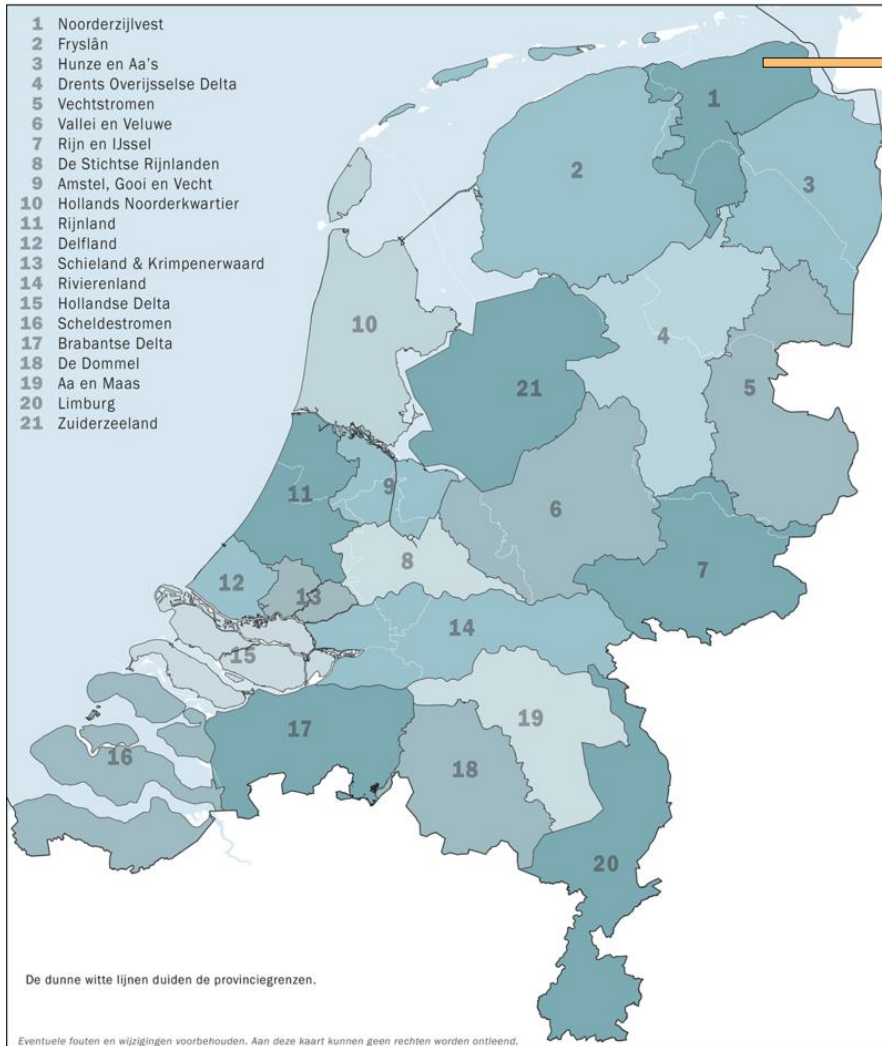 1 Noorderzijlvest
2 Fryslân
3 Hunze en Aa's
4 Drents Overijsselse Delta
5 Vechtstromen
6 Vallei en Veluwe
7 Rijn en IJssel
8 De Stichtse Rijnlanden
9 Amstel, Gooi en Vecht
10 Hollands Noorderkwartier
11 Rijnland
12 Delfland
13 Schieland & Krimpenerwaard
14 Rivierenland
15 Hollandse Delta
16 Scheldestromen
17 Brabantse Delta
18 De Dommel
19 Aa en Maas
20 Limburg
21 Zuiderzeeland
1
2
3
10
4
21
5
11
9
6
8
7
12
13
14
15
19
17
16
18
20
De dunne witte lijnen duiden de provinciegrenzen.
Eventuele fouten en wijzigingen voorbehouden. Aan deze kaart kunnen geen rechten worden ontleend.